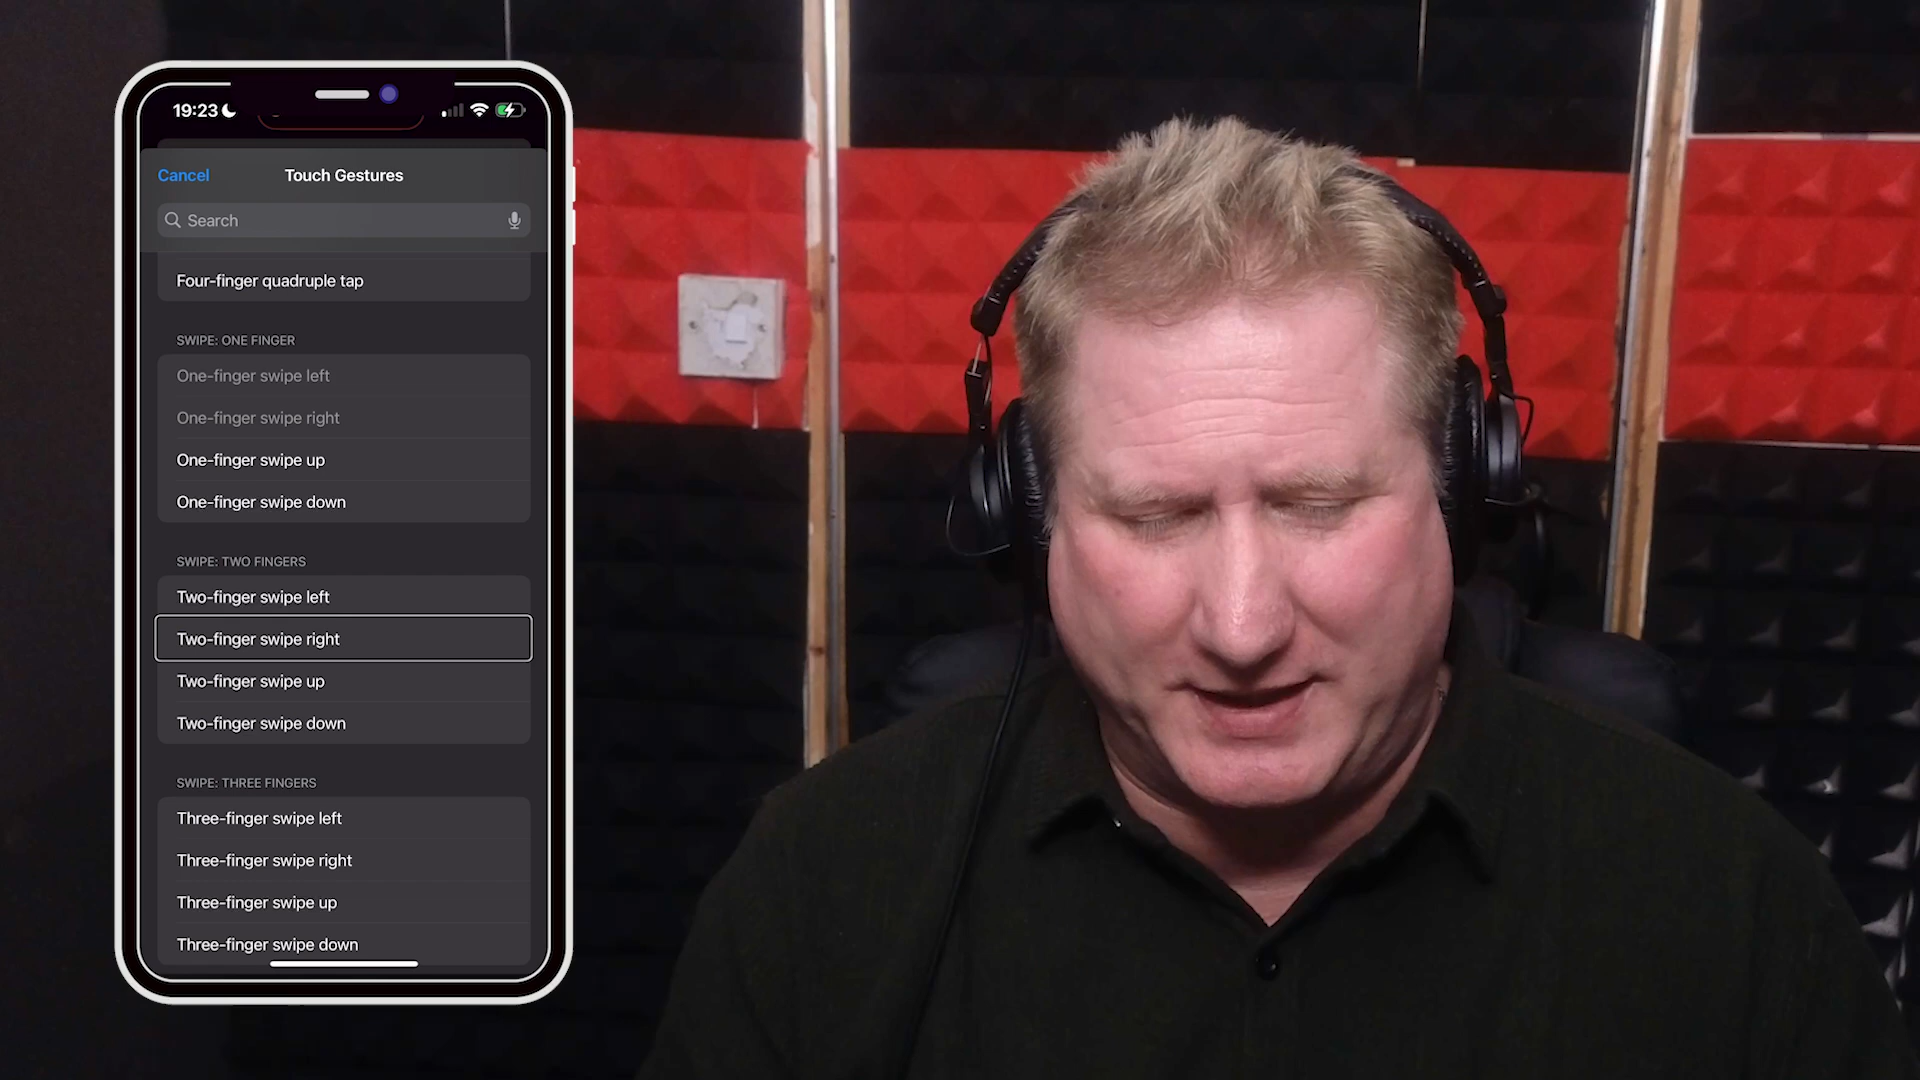 19:23
Cancel
Touch Gestures
Search
Four-finger quadruple tap
SWIPE: ONE FINGER
One-finger swipe left
One-finger swipe right
One-finger swipe up
One-finger swipe down
SWIPE: TWO FINGERS
Two-finger swipe left
Two-finger swipe right
Two-finger swipe up
Two-finger swipe down
SWIPE: THREE FINGERS
Three-finger swipe left
Three-finger swipe right
Three-finger swipe up
Three-finger swipe down